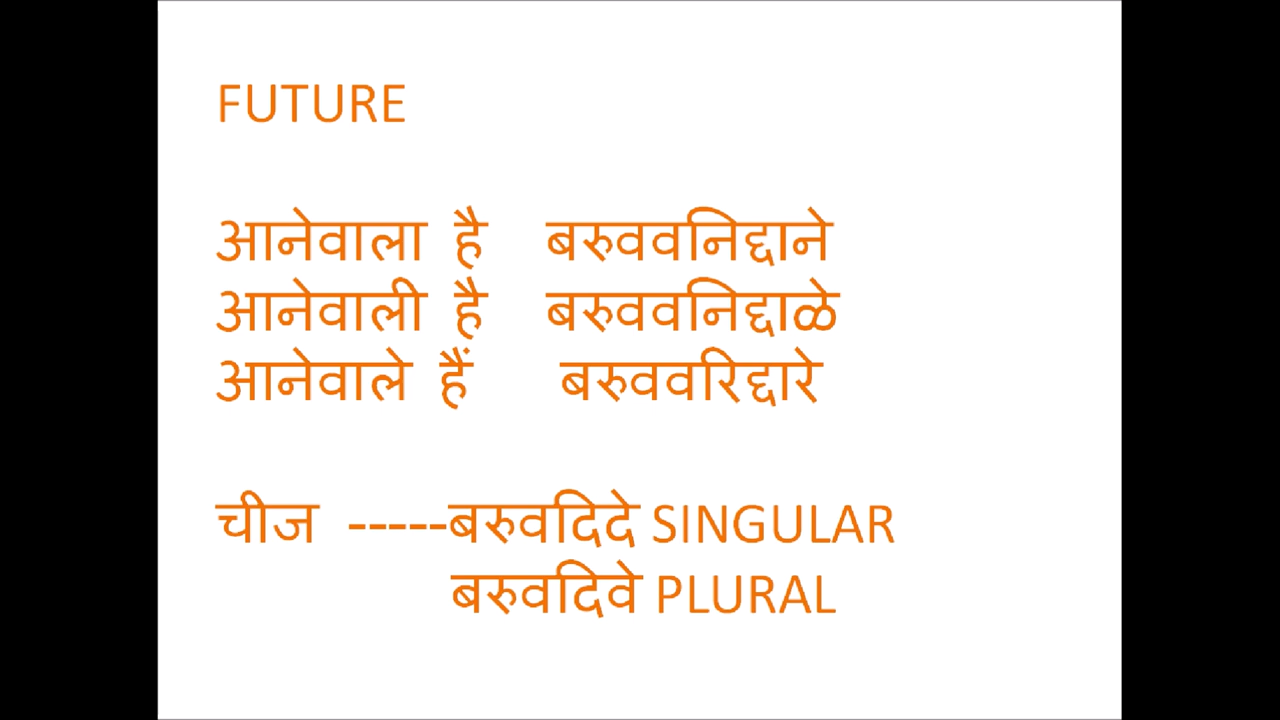 FUTURE
आनेवाला है बरुववनिद्दाने
आनेवाली है बरुववनिद्दाळे
आनेवाले हैं बरुववरिद्दारे
चीज -----बरुवदिदे SINGULAR
बरुवदिवे PLURAL